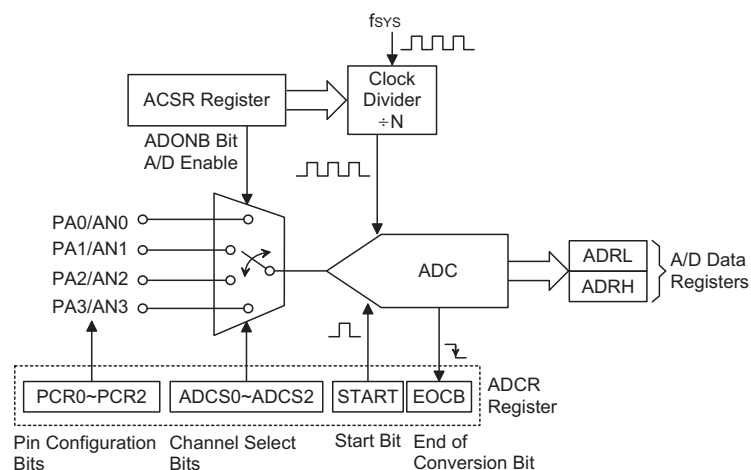 fSYS
Clock
Divider
÷N
ACSR Register
ADONB Bit
A/D Enable
PA0/AN0
PA1/AN1
PA2/AN2
PA3/AN3
ADC
ADRL
ADRH
A/D Data
Registers
PCR0~PCR2
ADCS0~ADCS2
START
EOCB
ADCR
Register
Pin Configuration
Bits
Channel Select
Bits
Start Bit
End of
Conversion Bit